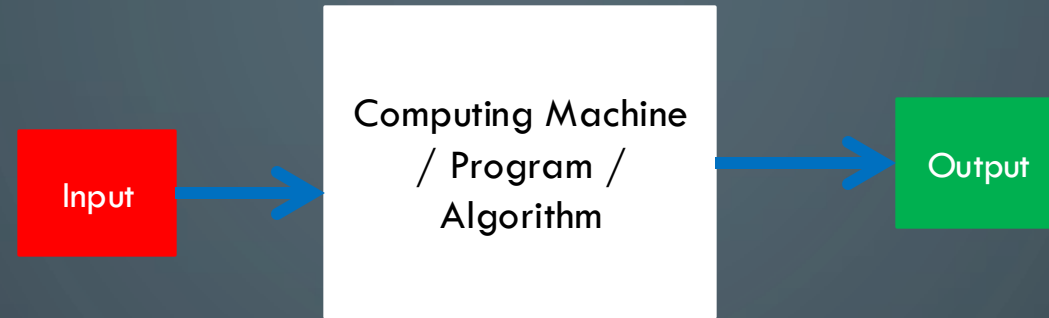 Input
Computing Machine
/ Program /
Algorithm
Output